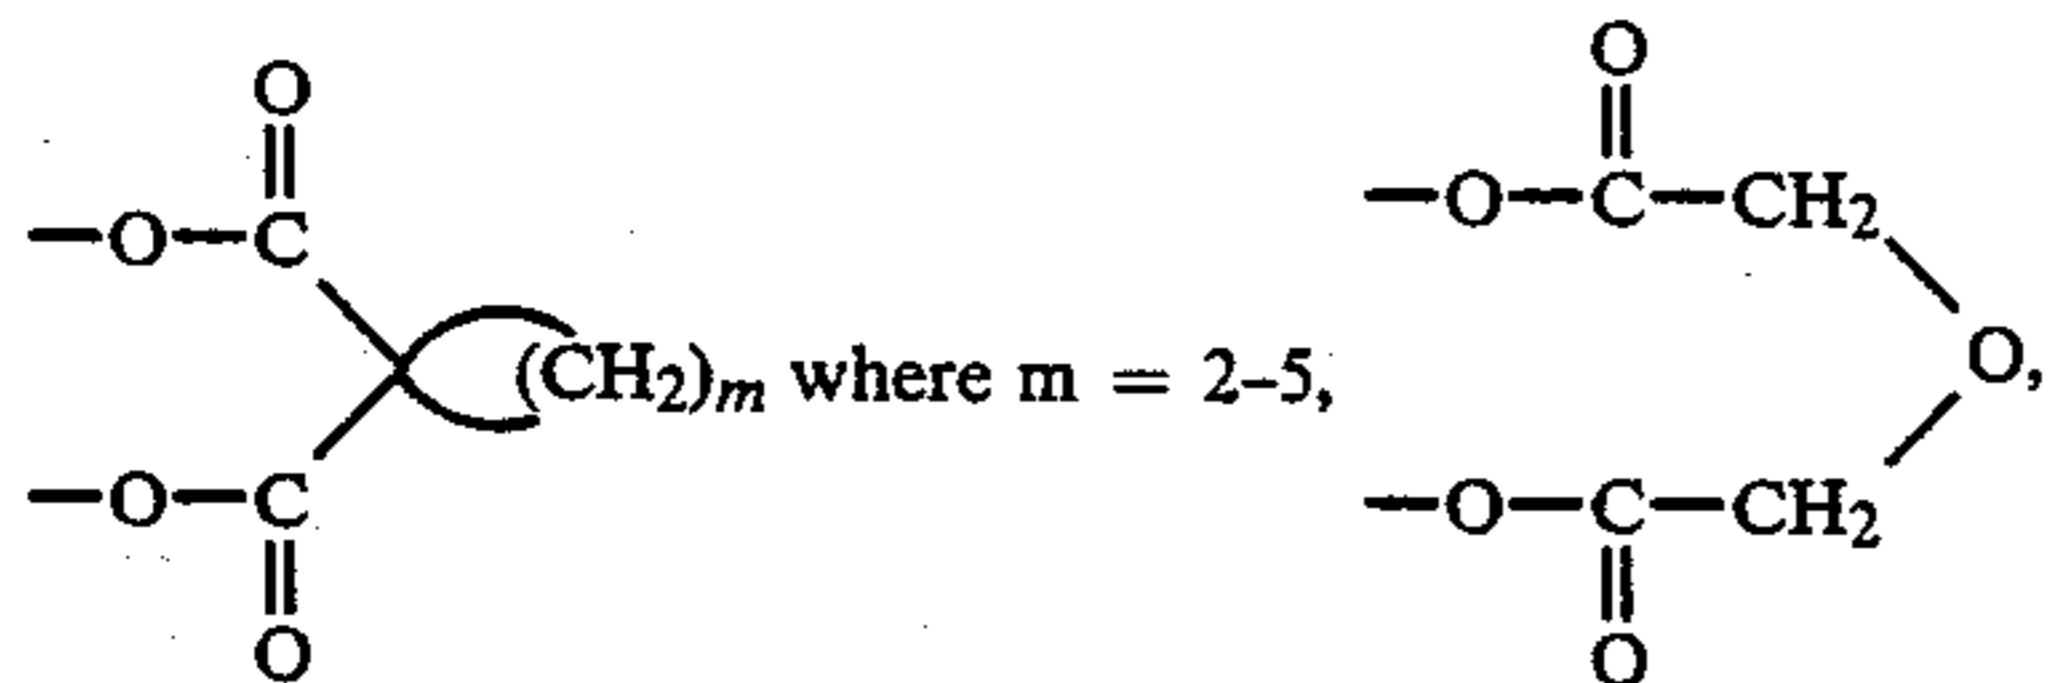 O O
—O—C —O—C—CH2
(CH2)m where m = 2–5, O,
—O—C —O—C—CH2
O O